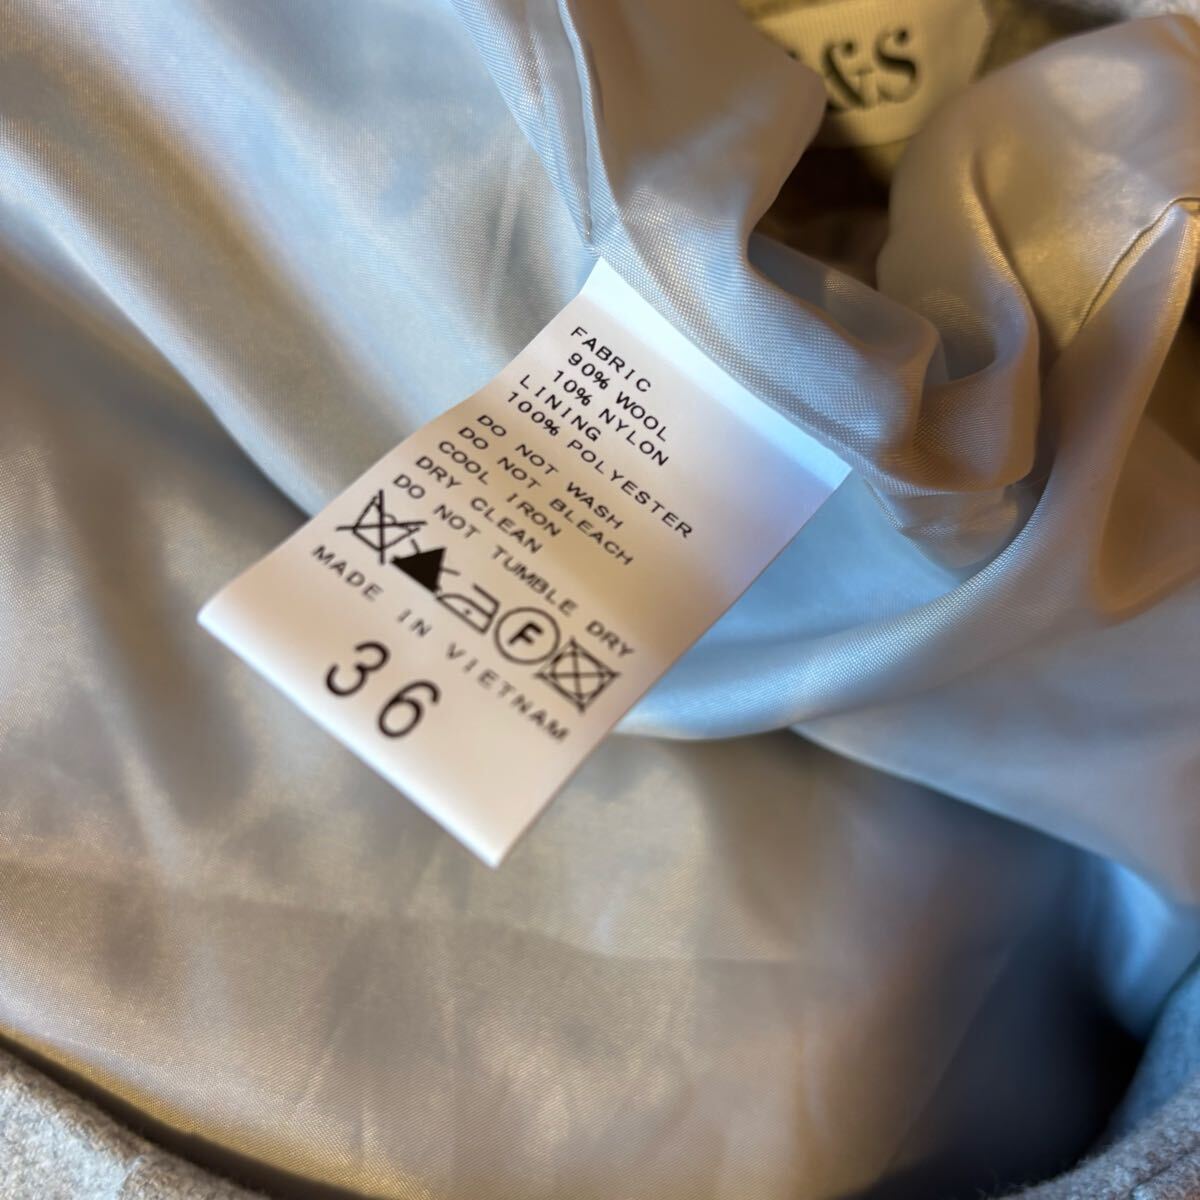 &S
FABRIC
90% WOOL
10% NYLON
LINING
100% POLYESTER
DO NOT WASH
DO NOT BLEACH
COOL IRON
DRY CLEAN
DO NOT TUMBLE DRY
F
MADE IN VIETNAM
36